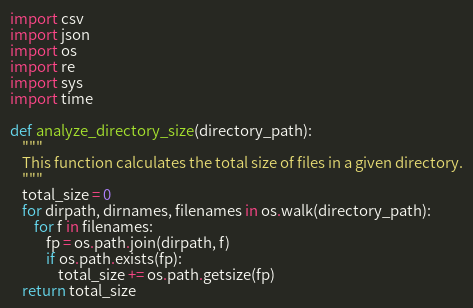 import csv
import json
import os
import re
import sys
import time

def analyze_directory_size(directory_path):
    """
    This function calculates the total size of files in a given directory.
    """
    total_size = 0
    for dirpath, dirnames, filenames in os.walk(directory_path):
        for f in filenames:
            fp = os.path.join(dirpath, f)
            if os.path.exists(fp):
                total_size += os.path.getsize(fp)
    return total_size